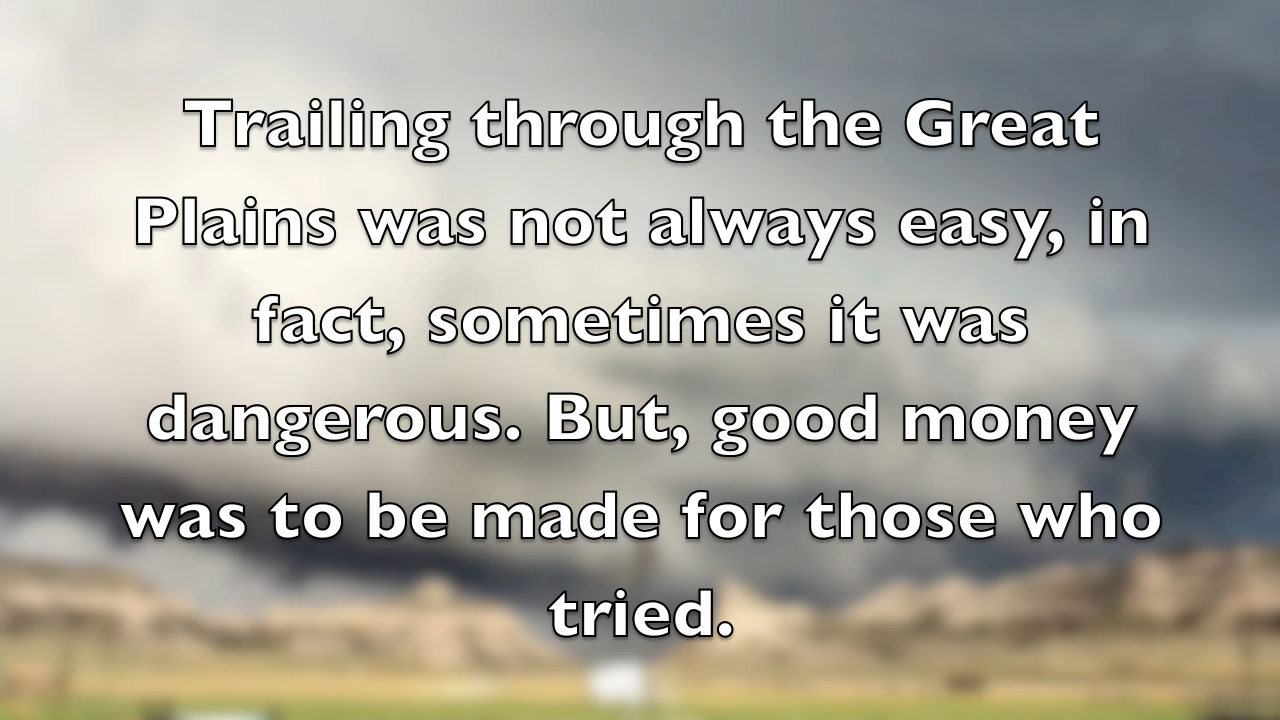 Trailing through the Great
Plains was not always easy, in
fact, sometimes it was
dangerous. But, good money
was to be made for those who
tried.